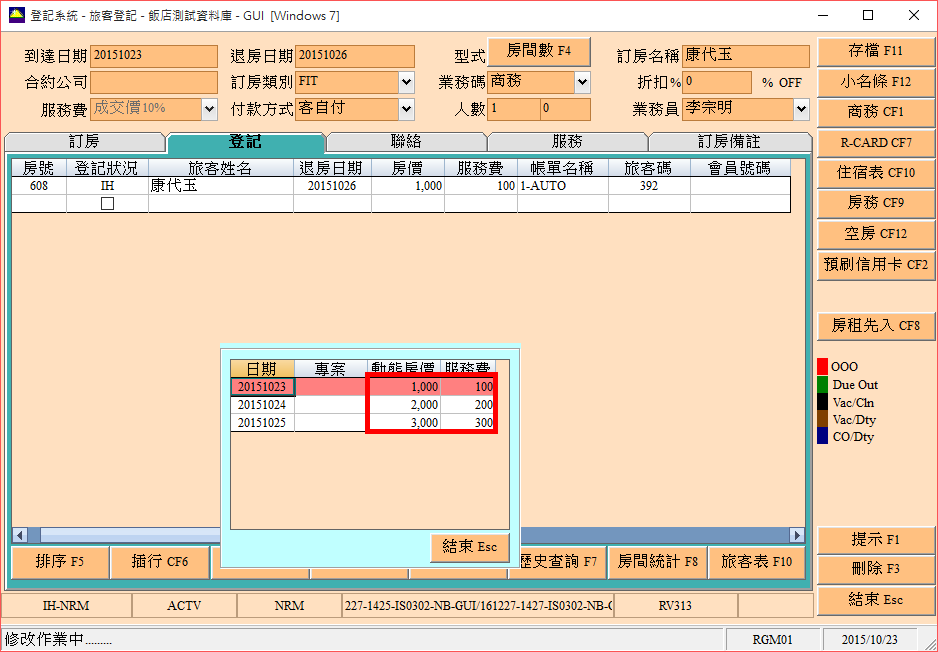 登記系統 - 旅客登記 - 飯店測試資料庫 - GUI  [Windows 7]
到達日期 20151023 退房日期 20151026 型式 房間數 F4 訂房名稱 康代玉
合約公司 訂房類別 FIT 業務碼 商務 折扣% 0 % OFF
服務費 成交價10% 付款方式 客自付 人數 1 0 業務員 李宗明
存檔 F11
小名條 F12
商務 CF1
R-CARD CF7
住宿表 CF10
房務 CF9
空房 CF12
預刷信用卡 CF2
房租先入 CF8
訂房 登記 聯絡 服務 訂房備註
房號 登記狀況 旅客姓名 退房日期 房價 服務費 帳單名稱 旅客碼 會員號碼
608 IH 康代玉 20151026 1,000 100 1-AUTO 392
日期 專案 動態房價 服務費
20151023 1,000 100
20151024 2,000 200
20151025 3,000 300
結束 Esc
OOO
Due Out
Vac/Cln
Vac/Dty
CO/Dty
排序 F5 插行 CF6 歷史查詢 F7 房間統計 F8 旅客表 F10
提示 F1
刪除 F3
結束 Esc
IH-NRM ACTV NRM 227-1425-IS0302-NB-GUI/161227-1427-IS0302-NB-( RV313
修改作業中......... RGM01 2015/10/23